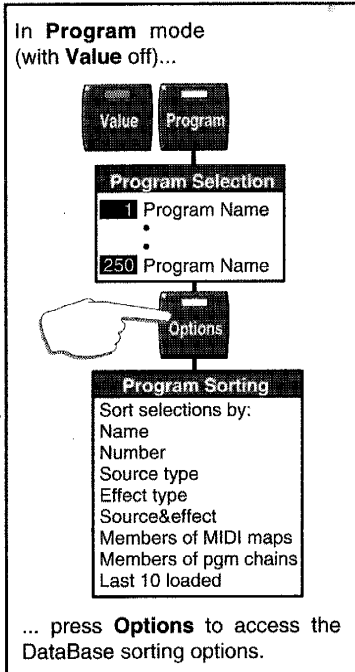 In Program mode
(with Value off)...
Value Program
Program Selection
1 Program Name
•
•
250 Program Name
Options
Program Sorting
Sort selections by:
Name
Number
Source type
Effect type
Source&effect
Members of MIDI maps
Members of pgm chains
Last 10 loaded
... press Options to access the
DataBase sorting options.